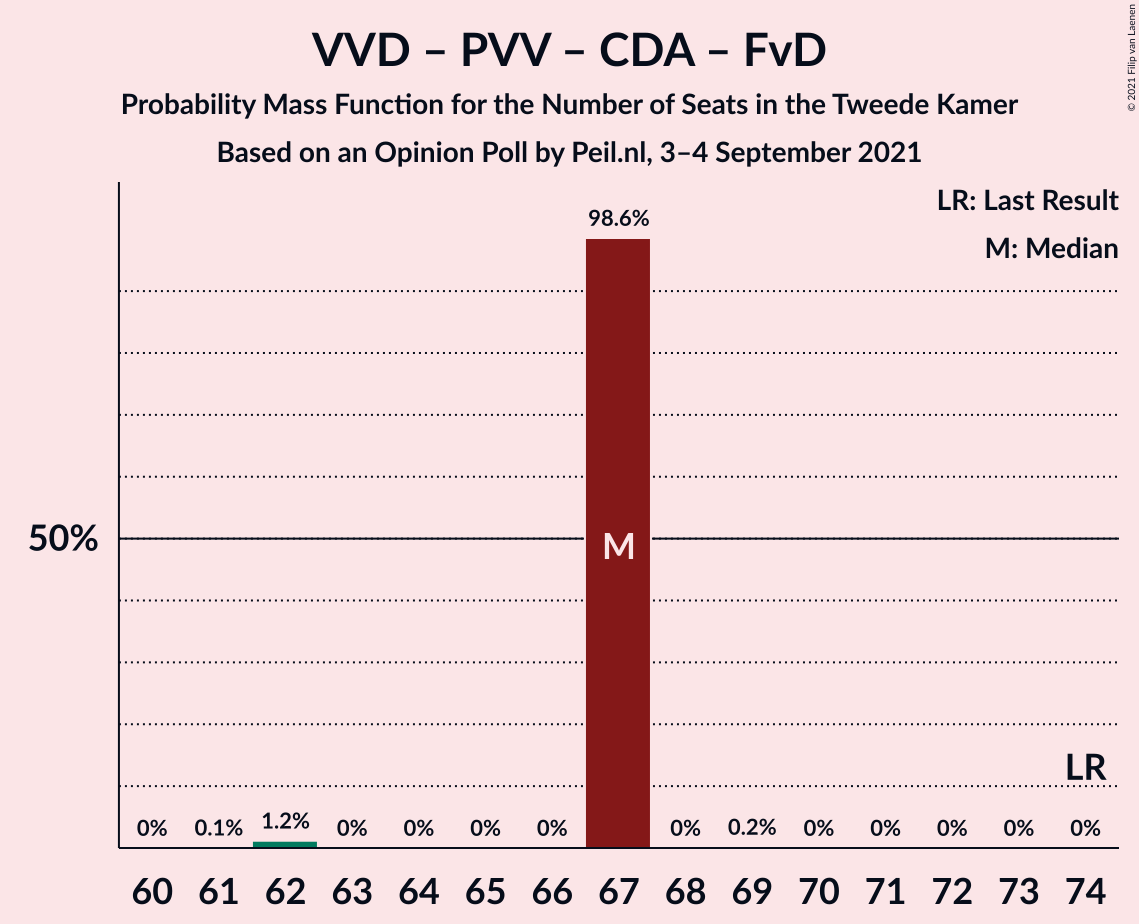 VVD – PVV – CDA – FvD
Probability Mass Function for the Number of Seats in the Tweede Kamer
Based on an Opinion Poll by Peil.nl, 3–4 September 2021
© 2021 Filip van Laenen
LR: Last Result
M: Median
98.6%
50%
M
LR
0% 0.1% 1.2% 0% 0% 0% 0% 0% 0.2% 0% 0% 0% 0% 0%
60 61 62 63 64 65 66 67 68 69 70 71 72 73 74